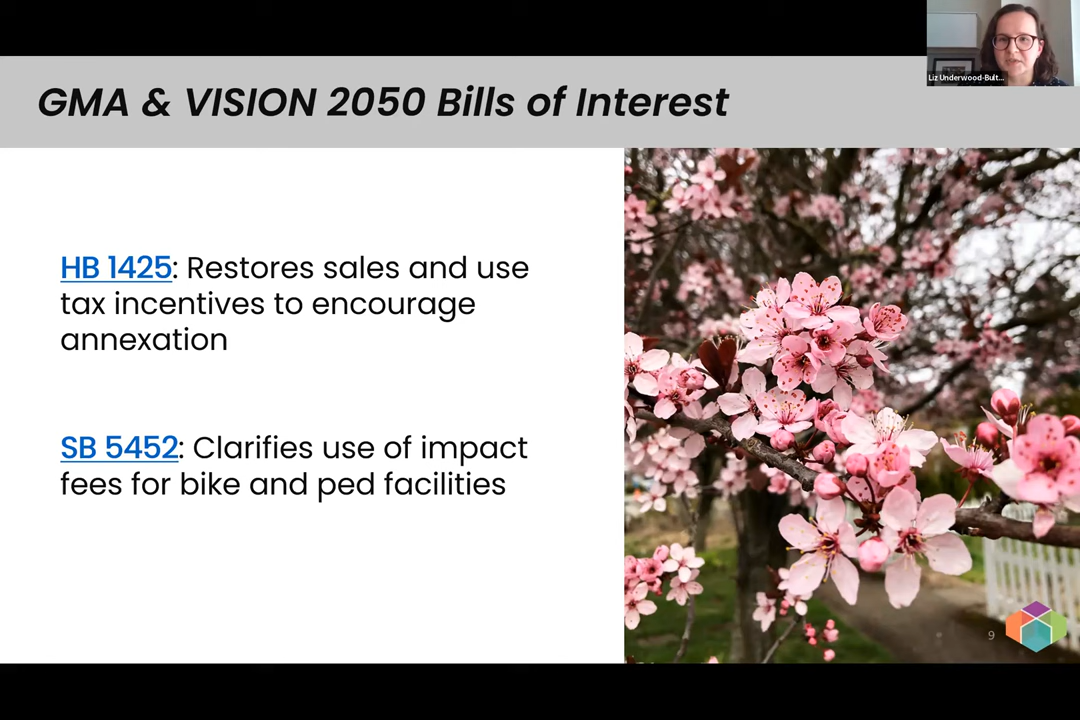 Liz Underwood-Bult...
GMA & VISION 2050 Bills of Interest
HB 1425: Restores sales and use
tax incentives to encourage
annexation
SB 5452: Clarifies use of impact
fees for bike and ped facilities
9